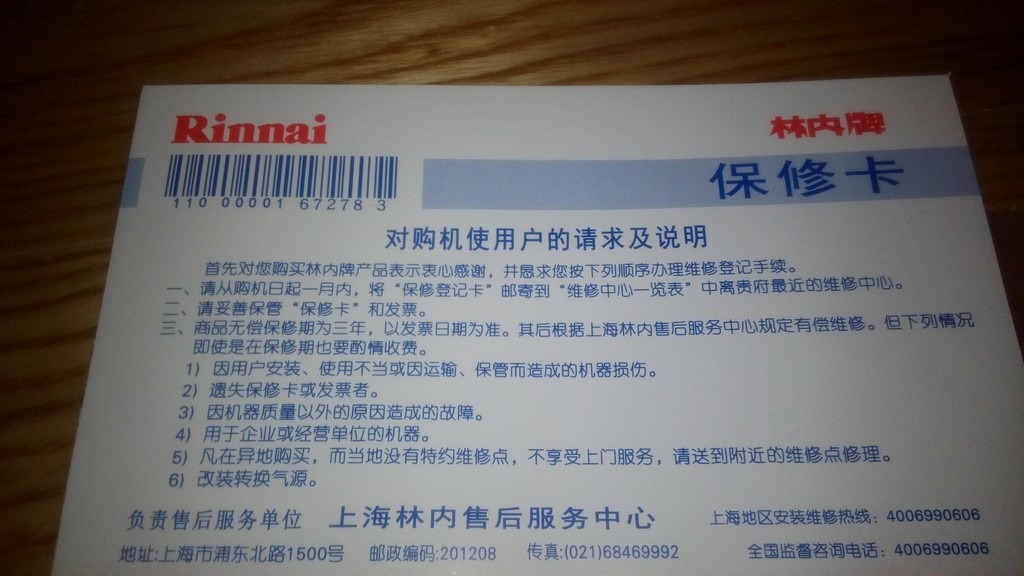 Rinnai
林内牌
110 00001 67278 3
保修卡
对购机使用户的请求及说明
首先对您购买林内牌产品表示衷心感谢，并恳求您按下列顺序办理维修登记手续。
一、请从购机日起一月内，将“保修登记卡”邮寄到“维修中心一览表”中离贵府最近的维修中心。
二、请妥善保管“保修卡”和发票。
三、商品无偿保修期为三年，以发票日期为准。其后根据上海林内售后服务中心规定有偿维修。但下列情况
即使是在保修期也要酌情收费。
1）因用户安装、使用不当或因运输、保管而造成的机器损伤。
2）遗失保修卡或发票者。
3）因机器质量以外的原因造成的故障。
4）用于企业或经营单位的机器。
5）凡在异地购买，而当地没有特约维修点，不享受上门服务，请送到附近的维修点修理。
6）改装转换气源。
负责售后服务单位 上海林内售后服务中心 上海地区安装维修热线：4006990606
地址:上海市浦东北路1500号 邮政编码:201208 传真:(021)68469992 全国监督咨询电话：4006990606